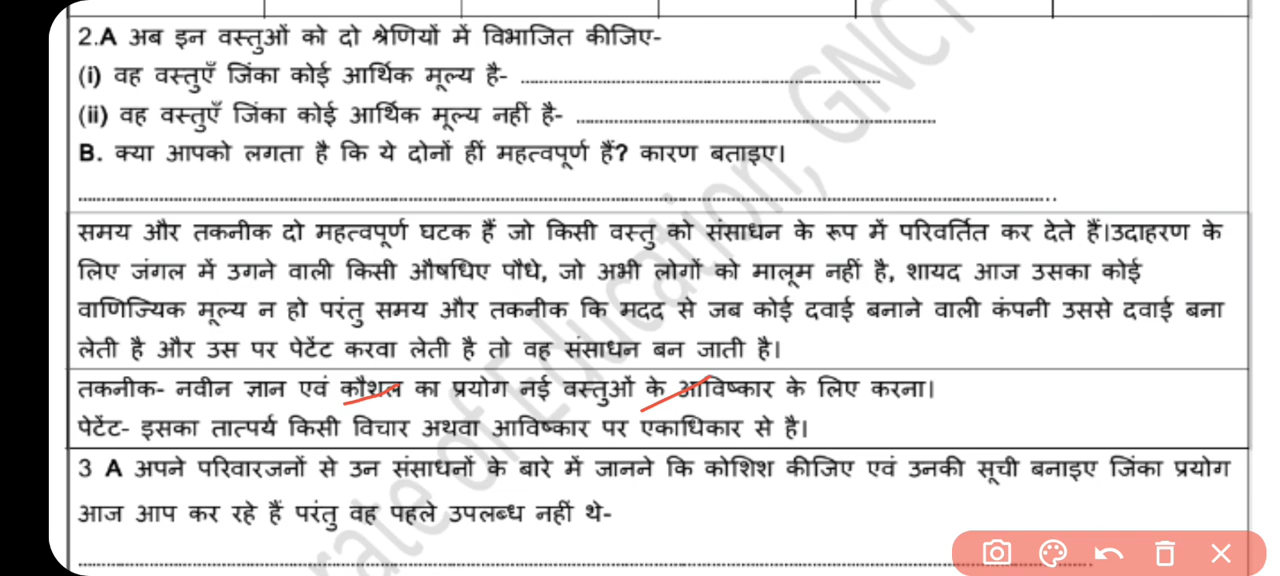 2.A अब इन वस्तुओं को दो श्रेणियों में विभाजित कीजिए-
(i) वह वस्तुएँ जिंका कोई आर्थिक मूल्य है- ........................................
(ii) वह वस्तुएँ जिंका कोई आर्थिक मूल्य नहीं है- ........................................
B. क्या आपको लगता है कि ये दोनों हीं महत्वपूर्ण हैं? कारण बताइए।
................................................................................
समय और तकनीक दो महत्वपूर्ण घटक हैं जो किसी वस्तु को संसाधन के रूप में परिवर्तित कर देते हैं।उदाहरण के
लिए जंगल में उगने वाली किसी औषधिए पौधे, जो अभी लोगों को मालूम नहीं है, शायद आज उसका कोई
वाणिज्यिक मूल्य न हो परंतु समय और तकनीक कि मदद से जब कोई दवाई बनाने वाली कंपनी उससे दवाई बना
लेती है और उस पर पेटेंट करवा लेती है तो वह संसाधन बन जाती है।
तकनीक- नवीन ज्ञान एवं कौशल का प्रयोग नई वस्तुओं के आविष्कार के लिए करना।
पेटेंट- इसका तात्पर्य किसी विचार अथवा आविष्कार पर एकाधिकार से है।
3 A अपने परिवारजनों से उन संसाधनों के बारे में जानने कि कोशिश कीजिए एवं उनकी सूची बनाइए जिंका प्रयोग
आज आप कर रहे हैं परंतु वह पहले उपलब्ध नहीं थे-
................................................................................
rate of Education, GNCT